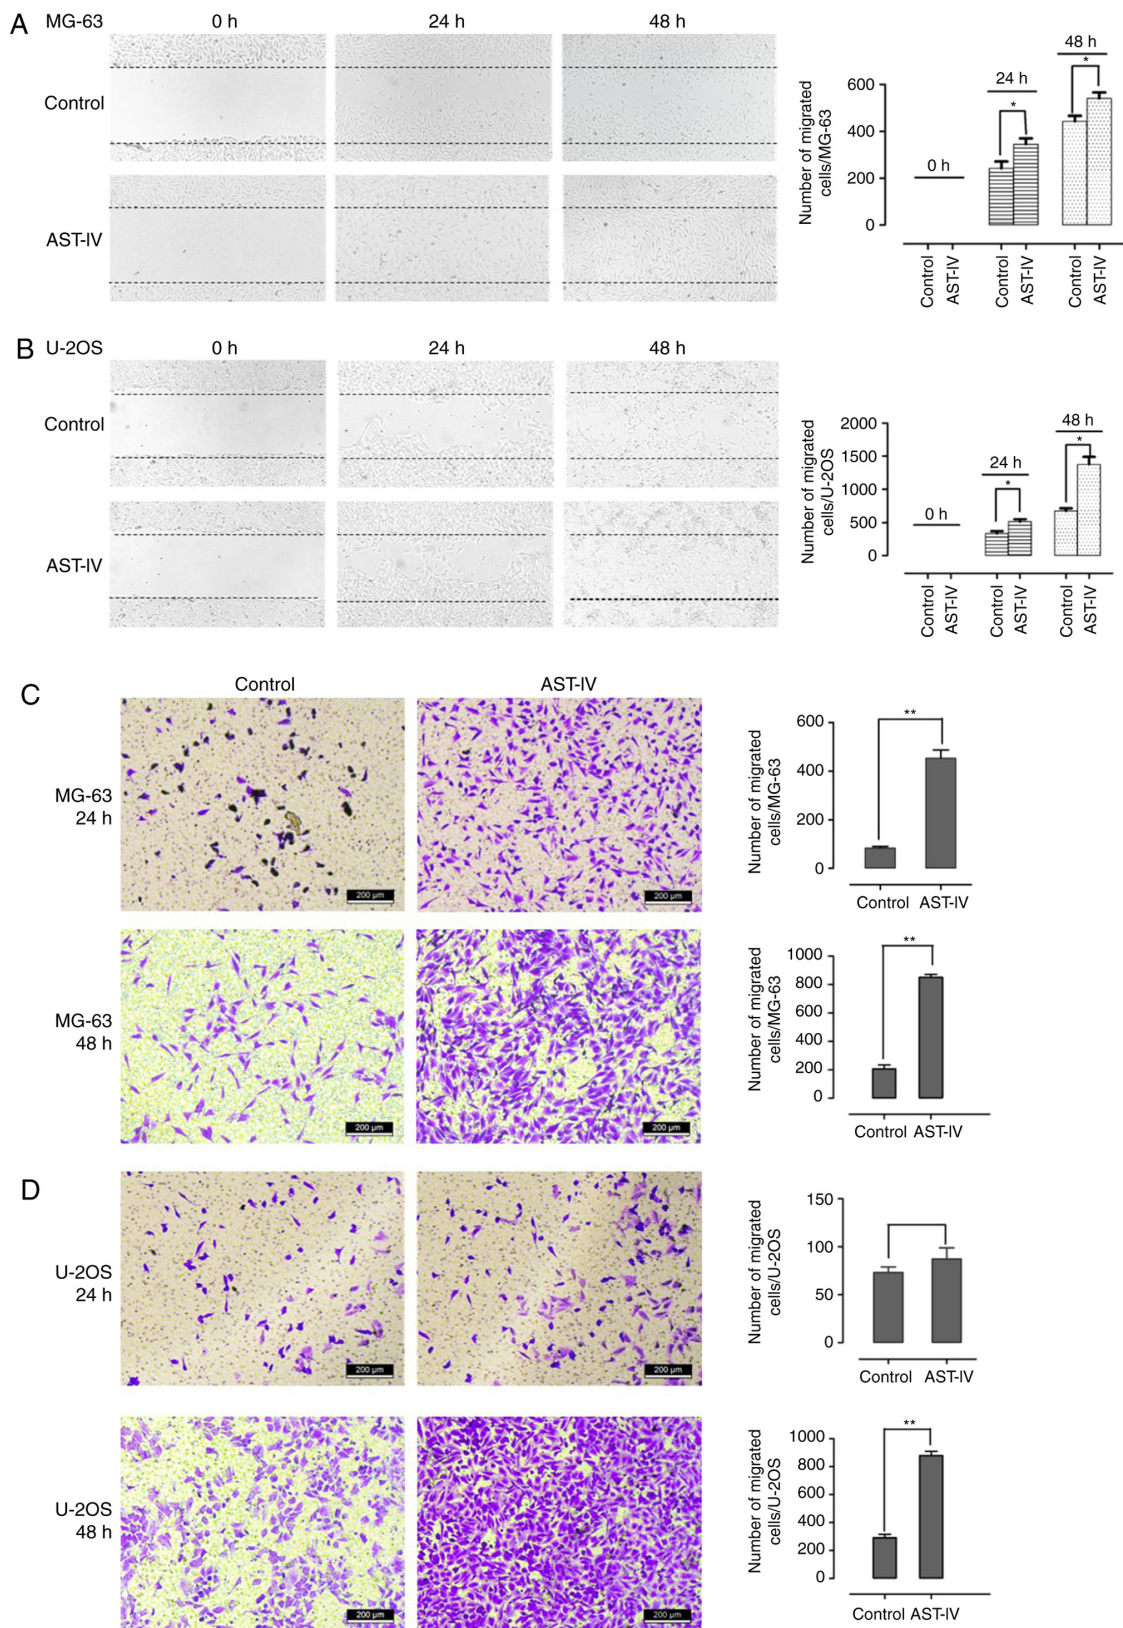 A MG-63 0 h 24 h 48 h
Control
AST-IV
Number of migrated
cells/MG-63
600
400
200
0
0 h
24 h
*
48 h
*
Control
AST-IV
Control
AST-IV
Control
AST-IV
B U-2OS 0 h 24 h 48 h
Control
AST-IV
Number of migrated
cells/U-2OS
2000
1500
1000
500
0
0 h
24 h
*
48 h
*
Control
AST-IV
Control
AST-IV
Control
AST-IV
C
Control AST-IV
MG-63
24 h
200 µm
200 µm
Number of migrated
cells/MG-63
600
400
200
0
**
Control AST-IV
MG-63
48 h
200 µm
200 µm
Number of migrated
cells/MG-63
1000
800
600
400
200
0
**
Control AST-IV
D
U-2OS
24 h
200 µm
200 µm
Number of migrated
cells/U-2OS
150
100
50
0
Control AST-IV
U-2OS
48 h
200 µm
200 µm
Number of migrated
cells/U-2OS
1000
800
600
400
200
0
**
Control AST-IV